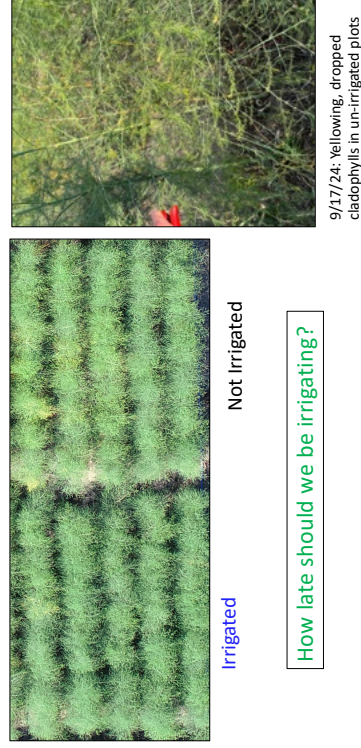 Irrigated
Not Irrigated
How late should we be irrigating?
9/17/24: Yellowing, dropped
cladophylls in un-irrigated plots